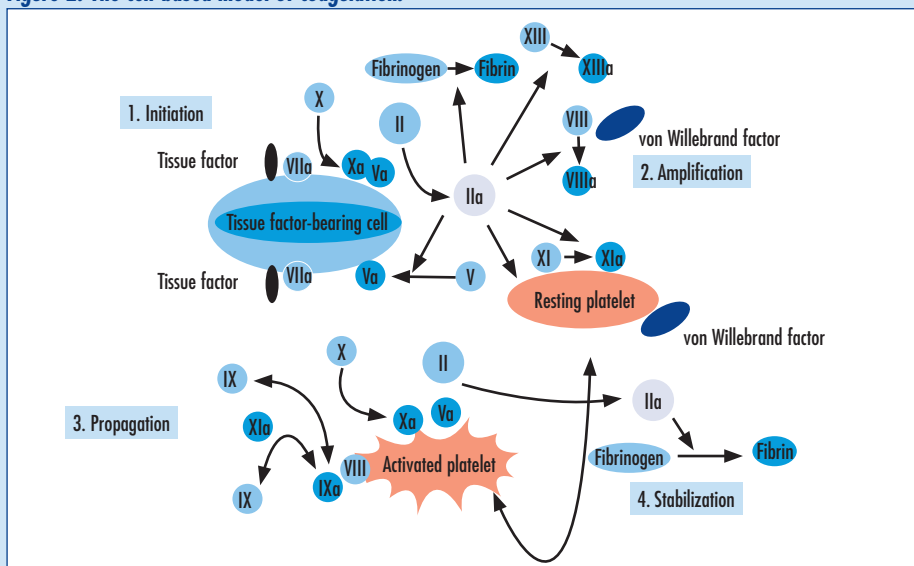 XIII
XIIIa
Fibrinogen
Fibrin
X
1. Initiation
II
VIII
von Willebrand factor
Tissue factor
VIIa
Xa
Va
VIIIa
2. Amplification
IIa
Tissue factor-bearing cell
XI
XIa
Tissue factor
VIIa
Va
V
Resting platelet
von Willebrand factor
X
II
IX
IIa
3. Propagation
XIa
Xa
Va
VIII
Activated platelet
Fibrinogen
Fibrin
IX
IXa
4. Stabilization